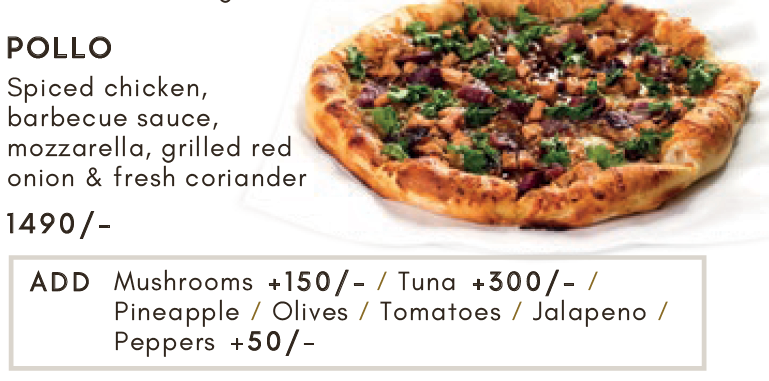 POLLO
Spiced chicken,
barbecue sauce,
mozzarella, grilled red
onion & fresh coriander
1490/-
ADD Mushrooms +150/- / Tuna +300/- /
Pineapple / Olives / Tomatoes / Jalapeno /
Peppers +50/-